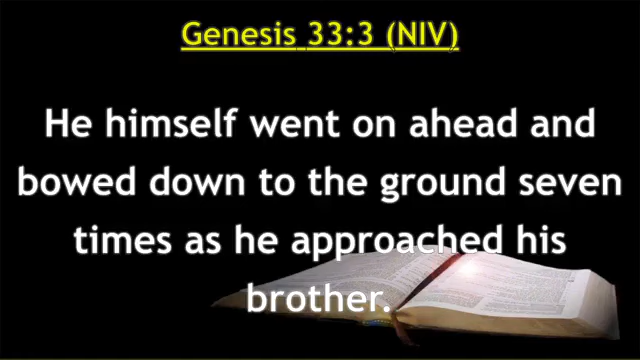 Genesis 33:3 (NIV)
He himself went on ahead and
bowed down to the ground seven
times as he approached his
brother.